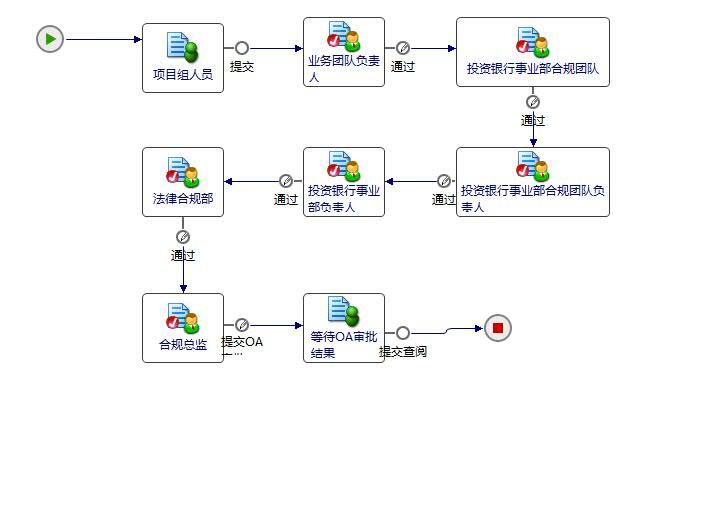 项目组人员
提交
业务团队负责
人
通过
投资银行事业部合规团队
通过
投资银行事业部合规团队负
责人
通过
投资银行事业
部负责人
通过
法律合规部
通过
合规总监
提交OA
等待OA审批
结果
提交查阅